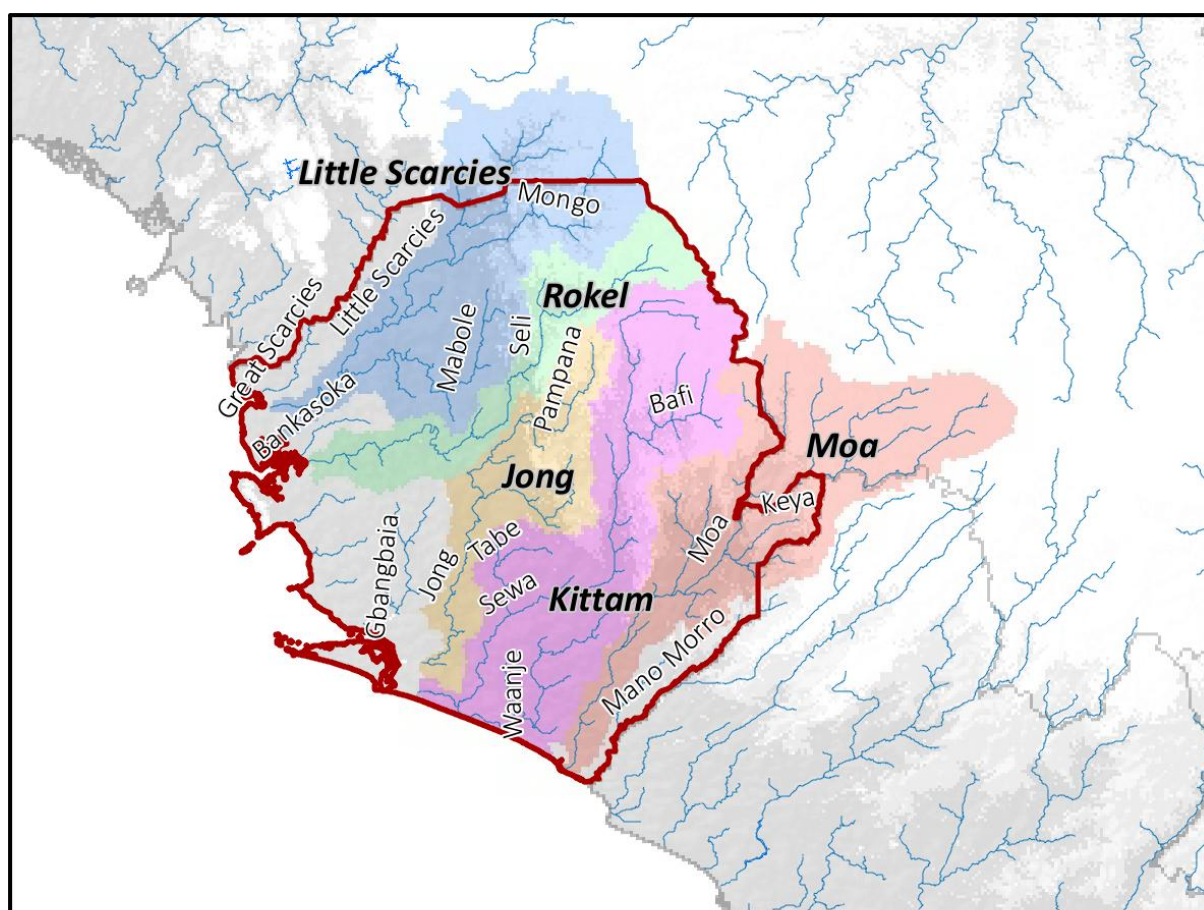 Little Scarcies
Mongo
Little Scarcies
Great Scarcies
Rokel
Mabole
Seli
Pampana
Bankasoka
Bafi
Moa
Jong
Keya
Moa
Gbangbaia
Jong
Tabe
Sewa
Kittam
Waanje
Mano Morro